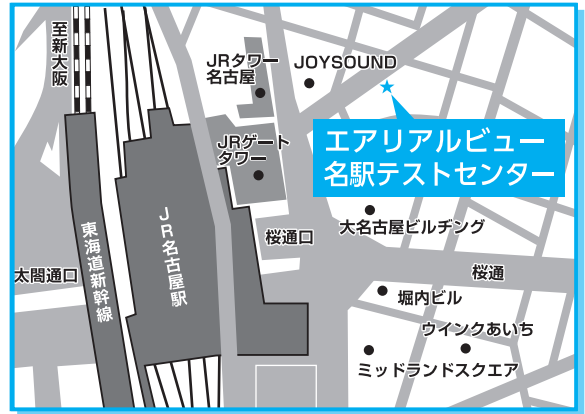 至新大阪
JRタワー
名古屋
JOYSOUND
エアリアルビュー
名駅テストセンター
JRゲート
タワー
大名古屋ビルヂング
桜通口
東海道新幹線
JR名古屋駅
太閤通口
桜通
堀内ビル
ウインクあいち
ミッドランドスクエア